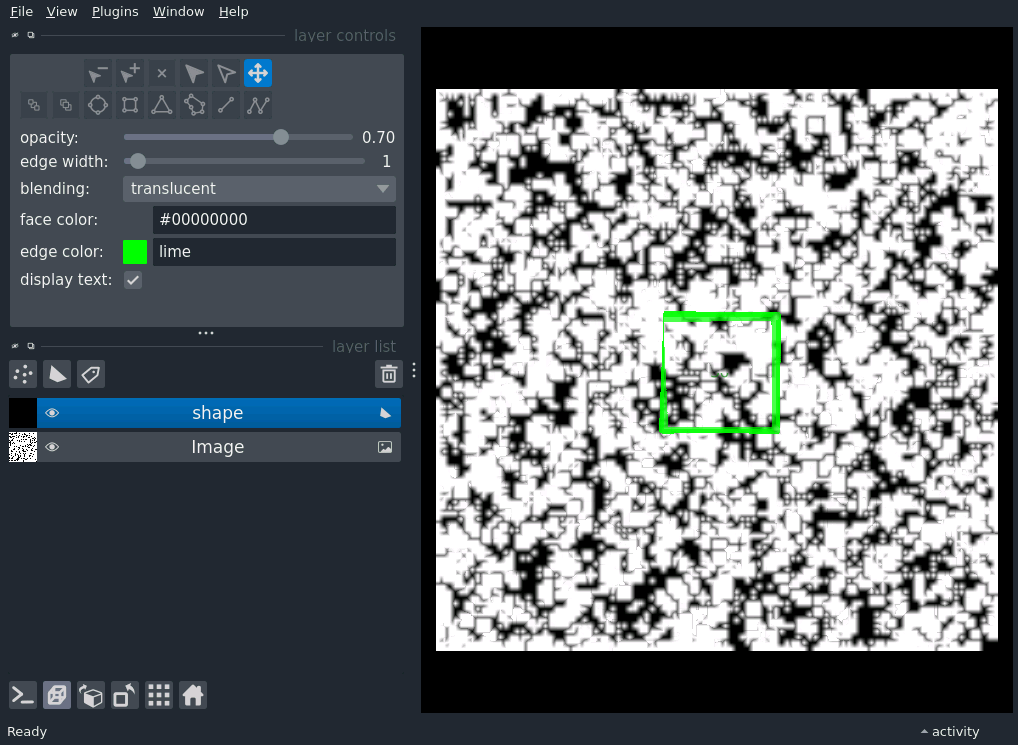 File View Plugins Window Help
layer controls
opacity: 0.70
edge width: 1
blending: translucent
face color: #00000000
edge color: lime
display text:
layer list
shape
Image
Ready
activity